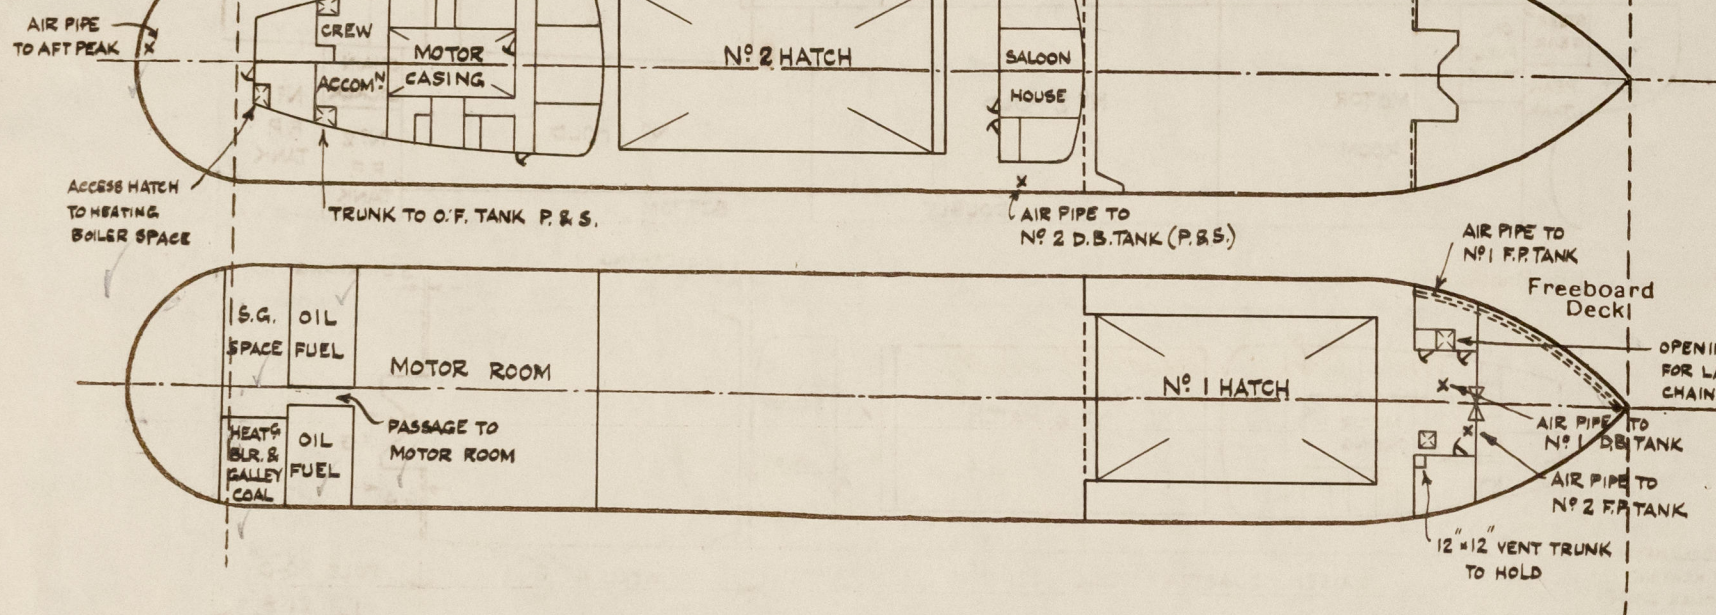 AIR PIPE
TO AFT PEAK
CREW
ACCOMN
MOTOR
CASING
No 2 HATCH
SALOON
HOUSE
ACCESS HATCH
TO HEATING
BOILER SPACE
TRUNK TO O.F. TANK P. & S.
AIR PIPE TO
No 2 D.B. TANK (P. & S.)
AIR PIPE TO
No 1 F.P. TANK
Freeboard
Deck
S.G.
SPACE
OIL
FUEL
MOTOR ROOM
PASSAGE TO
MOTOR ROOM
HEATG
BLR. &
GALLEY
COAL
OIL
FUEL
No 1 HATCH
FOR
CHAIN
AIR PIPE TO
No 1 D.B. TANK
AIR PIPE TO
No 2 F.P. TANK
12" x 12" VENT TRUNK
TO HOLD